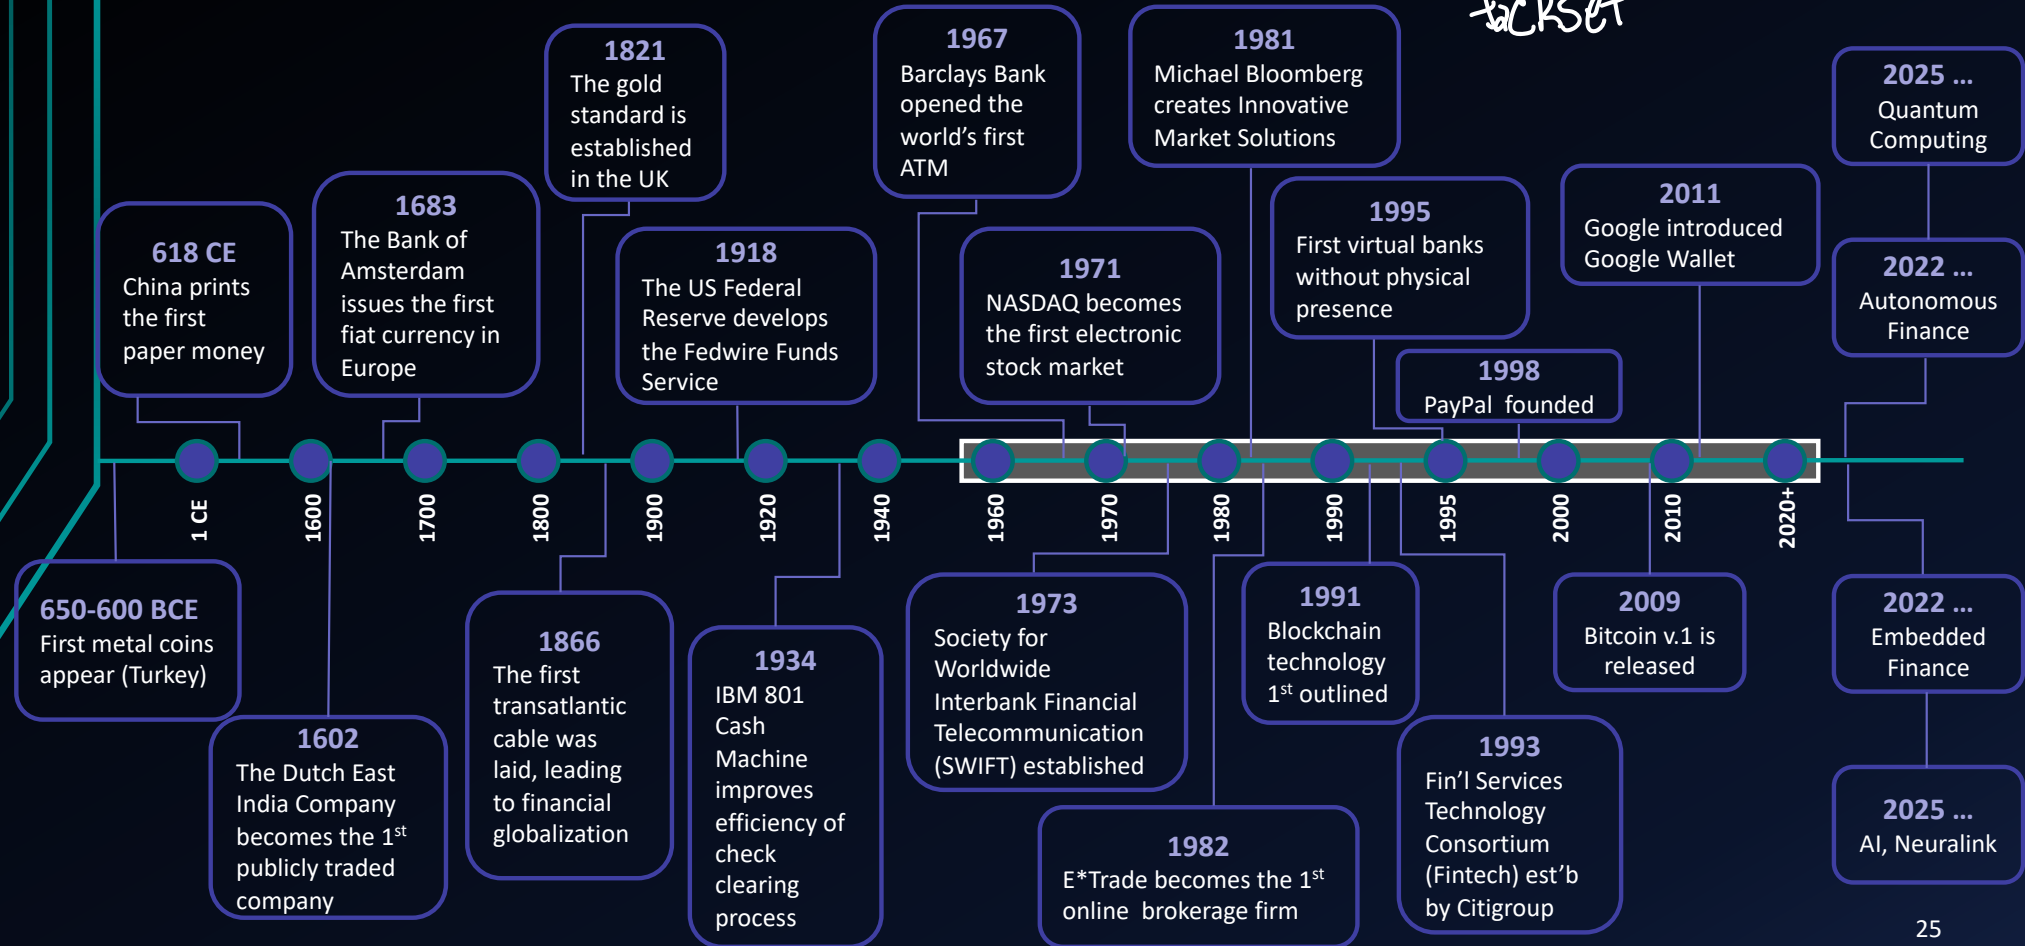 tacKSET
1821
The gold
standard is
established
in the UK
1967
Barclays Bank
opened the
world's first
ATM
1981
Michael Bloomberg
creates Innovative
Market Solutions
2025 ...
Quantum
Computing
618 CE
China prints
the first
paper money
1683
The Bank of
Amsterdam
issues the first
fiat currency in
Europe
1918
The US Federal
Reserve develops
the Fedwire Funds
Service
1971
NASDAQ becomes
the first electronic
stock market
1995
First virtual banks
without physical
presence
1998
PayPal founded
2011
Google introduced
Google Wallet
2022 ...
Autonomous
Finance
1 CE
1600
1700
1800
1900
1920
1940
1960
1970
1980
1990
1995
2000
2010
2020+
650-600 BCE
First metal coins
appear (Turkey)
1602
The Dutch East
India Company
becomes the 1st
publicly traded
company
1866
The first
transatlantic
cable was
laid, leading
to financial
globalization
1934
IBM 801
Cash
Machine
improves
efficiency of
check
clearing
process
1973
Society for
Worldwide
Interbank Financial
Telecommunication
(SWIFT) established
1982
E*Trade becomes the 1st
online brokerage firm
1991
Blockchain
technology
1st outlined
1993
Fin'l Services
Technology
Consortium
(Fintech) est'b
by Citigroup
2009
Bitcoin v.1 is
released
2022 ...
Embedded
Finance
2025 ...
AI, Neuralink
25